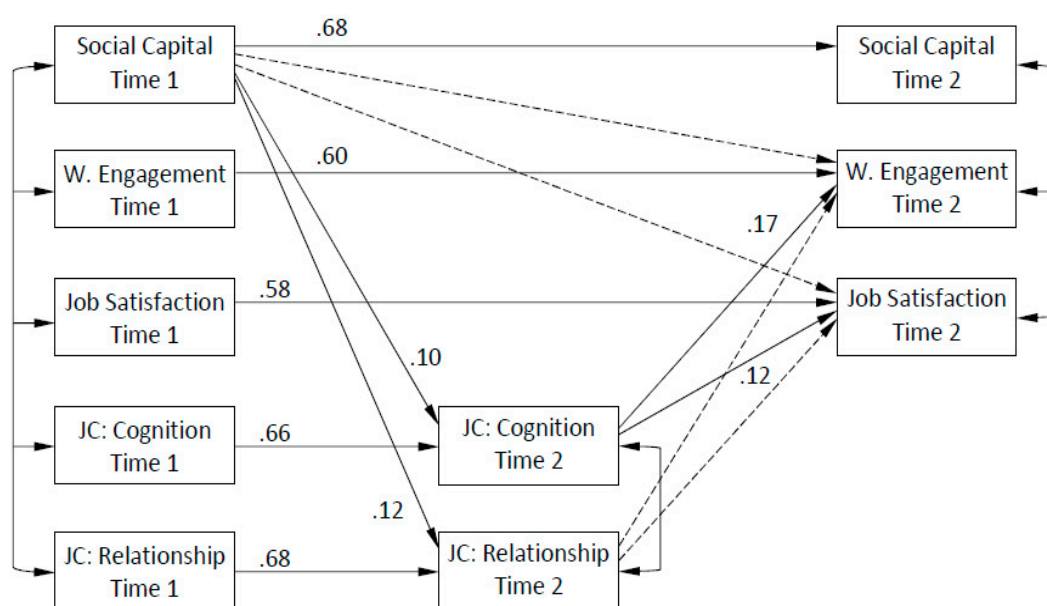 Social Capital
Time 1
.68
Social Capital
Time 2
W. Engagement
Time 1
.60
W. Engagement
Time 2
.17
Job Satisfaction
Time 1
.58
Job Satisfaction
Time 2
.10
.12
JC: Cognition
Time 1
.66
JC: Cognition
Time 2
.12
JC: Relationship
Time 1
.68
JC: Relationship
Time 2